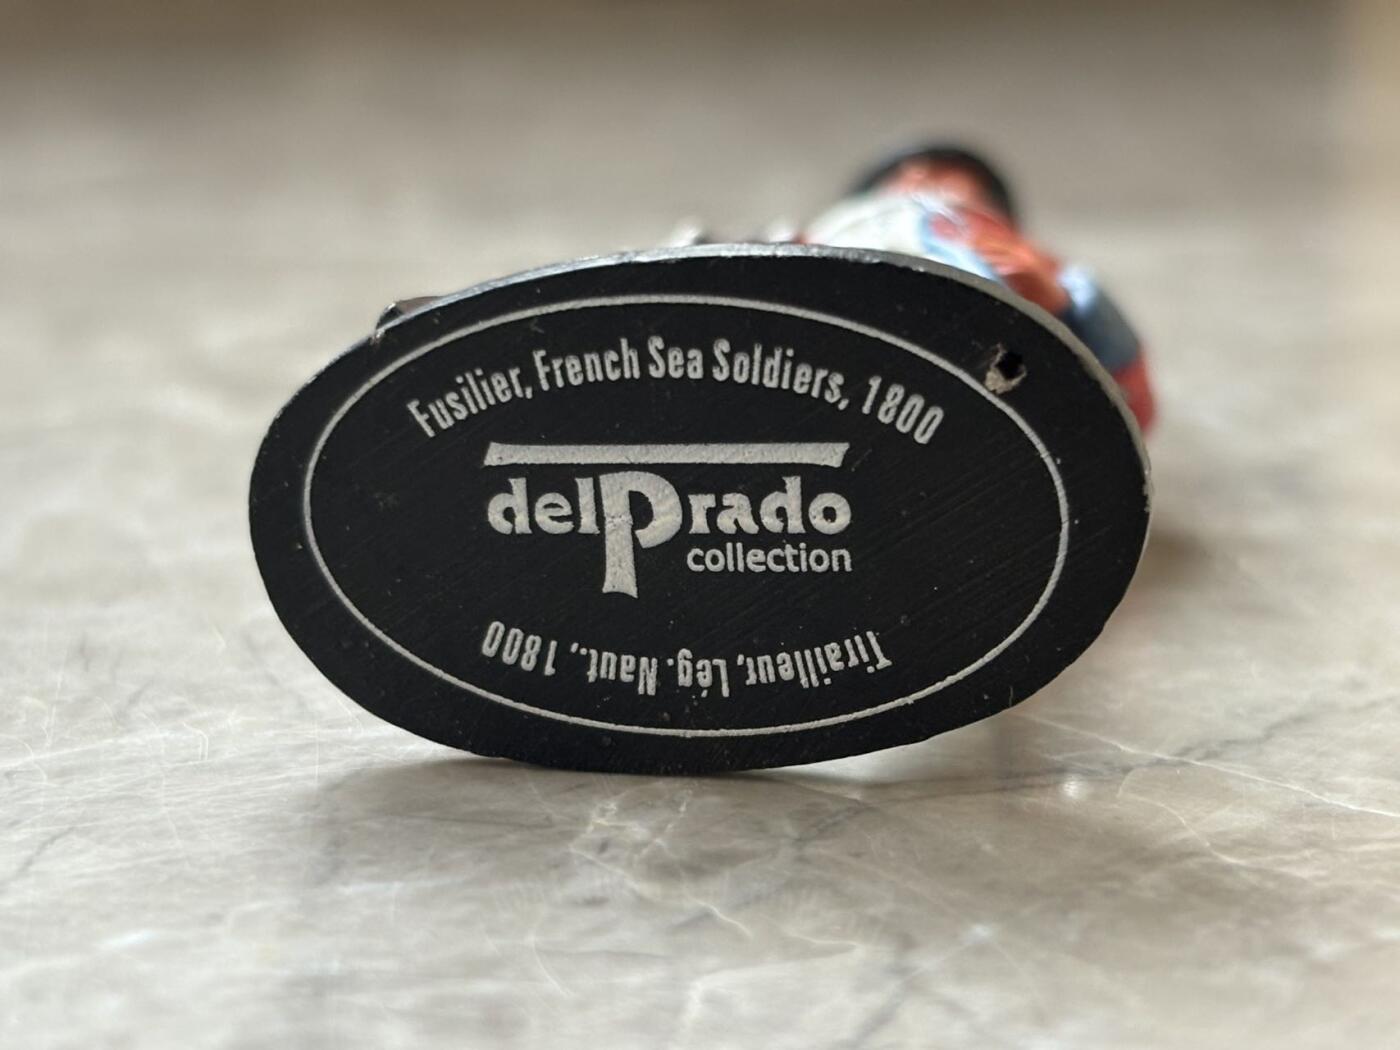 Fusilier, French Sea Soldiers, 1800
delPrado
collection
Tirailleur, Lég. Naut., 1800